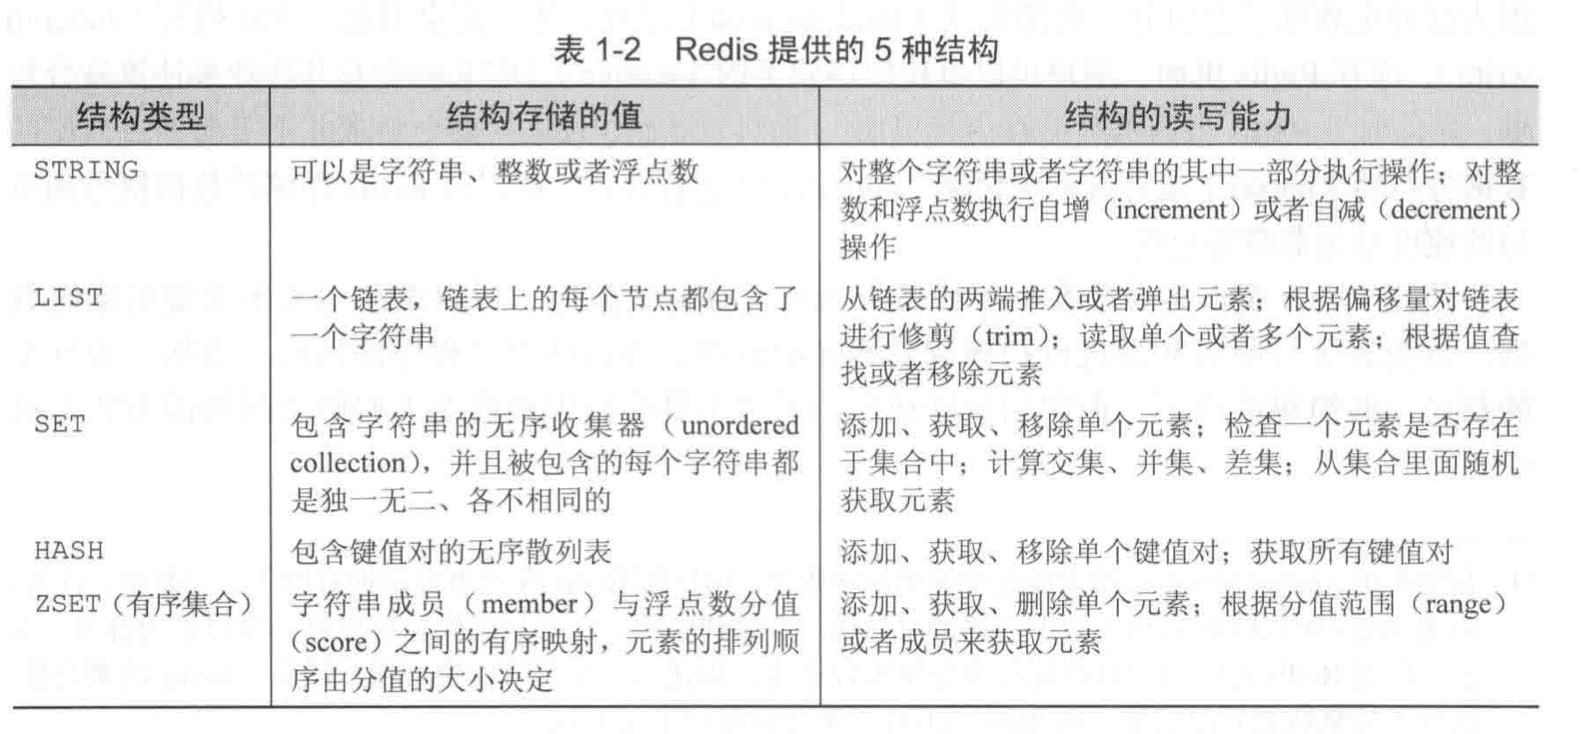 表 1-2 Redis 提供的 5 种结构
结构类型 结构存储的值 结构的读写能力
STRING 可以是字符串、整数或者浮点数 对整个字符串或者字符串的其中一部分执行操作；对整
数和浮点数执行自增（increment）或者自减（decrement）
操作
LIST 一个链表，链表上的每个节点都包含了 从链表的两端推入或者弹出元素；根据偏移量对链表
一个字符串 进行修剪（trim）；读取单个或者多个元素；根据值查
找或者移除元素
SET 包含字符串的无序收集器（unordered 添加、获取、移除单个元素；检查一个元素是否存在
collection），并且被包含的每个字符串都 于集合中；计算交集、并集、差集；从集合里面随机
是独一无二、各不相同的 获取元素
HASH 包含键值对的无序散列表 添加、获取、移除单个键值对；获取所有键值对
ZSET（有序集合） 字符串成员（member）与浮点数分值 添加、获取、删除单个元素；根据分值范围（range）
（score）之间的有序映射，元素的排列顺 或者成员来获取元素
序由分值的大小决定